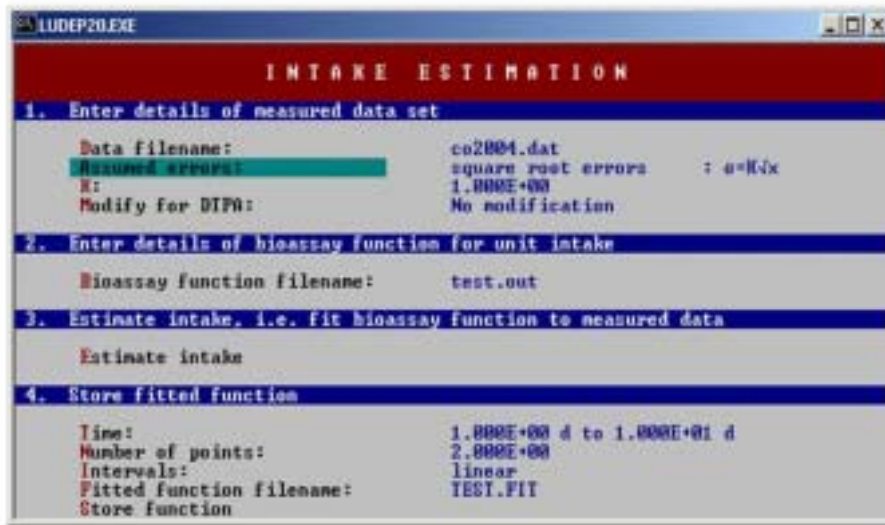 LUDEP20.EXE
INTAKE ESTIMATION
1. Enter details of measured data set
Data filename: co2004.dat
Assumed errors: square root errors : σ=K√x
K: 1.000E+00
Modify for DTPA: No modification
2. Enter details of bioassay function for unit intake
Bioassay function filename: test.out
3. Estimate intake, i.e. fit bioassay function to measured data
Estimate intake
4. Store fitted function
Time: 1.000E+00 d to 1.000E+01 d
Number of points: 2.000E+00
Intervals: linear
Fitted function filename: TEST.FIT
Store function